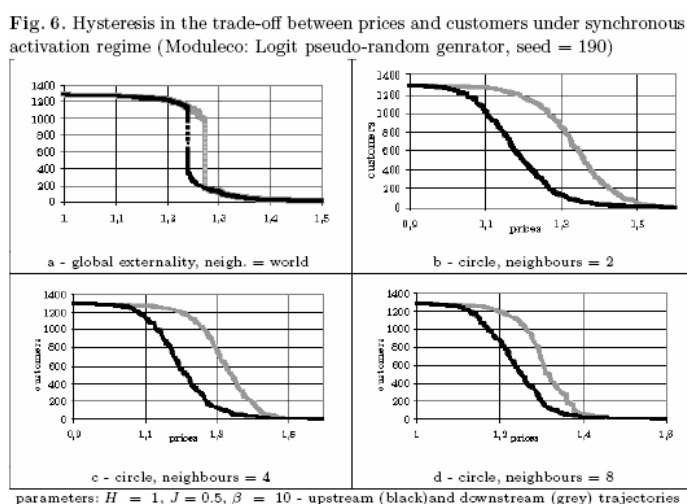 Fig. 6. Hysteresis in the trade-off between prices and customers under synchronous
activation regime (Moduleco: Logit pseudo-random genrator, seed = 190)
1400
1200
1000
800
600
400
200
0
1 1,1 1,2 1,3 1,4 1,5
a - global externality, neigh. = world
1400
1200
1000
800
600
400
200
0
customers
0,9 1,1 1,3 1,5
prices
b - circle, neighbours = 2
1400
1200
1000
800
600
400
200
0
customers
0,9 1,1 1,3 1,5
prices
c - circle, neighbours = 4
1400
1200
1000
800
600
400
200
0
customers
1 1,2 1,4 1,6
prices
d - circle, neighbours = 8
parameters: H = 1, J = 0.5, β = 10 - upstream (black)and downstream (grey) trajectories